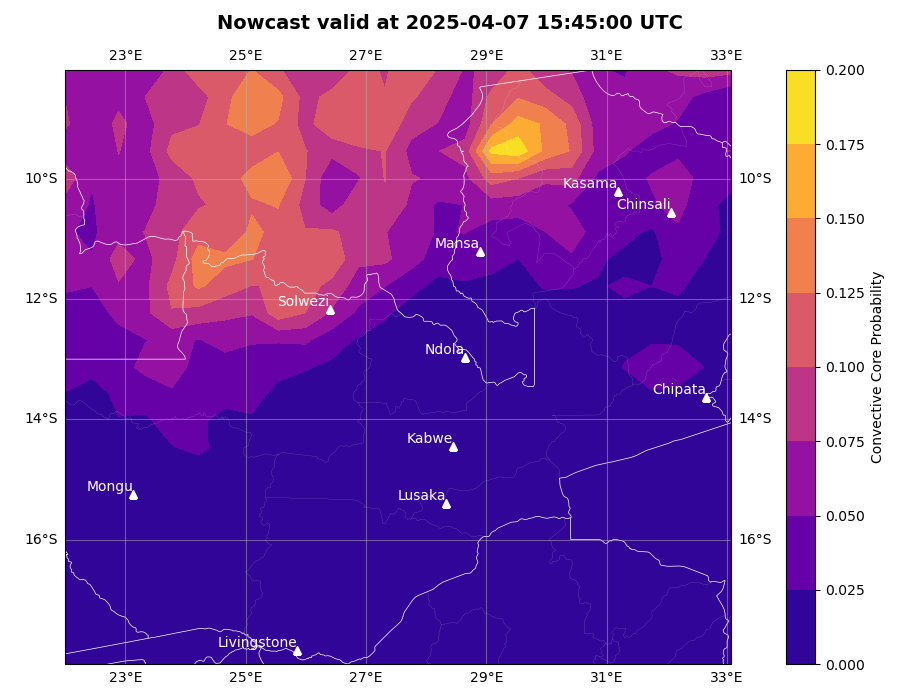 Nowcast valid at 2025-04-07 15:45:00 UTC
23°E 25°E 27°E 29°E 31°E 33°E
10°S 10°S
12°S 12°S
14°S 14°S
16°S 16°S
Kasama
Chinsali
Mansa
Solwezi
Ndola
Chipata
Kabwe
Mongu
Lusaka
Livingstone
23°E 25°E 27°E 29°E 31°E 33°E
0.200
0.175
0.150
0.125
0.100
0.075
0.050
0.025
0.000
Convective Core Probability